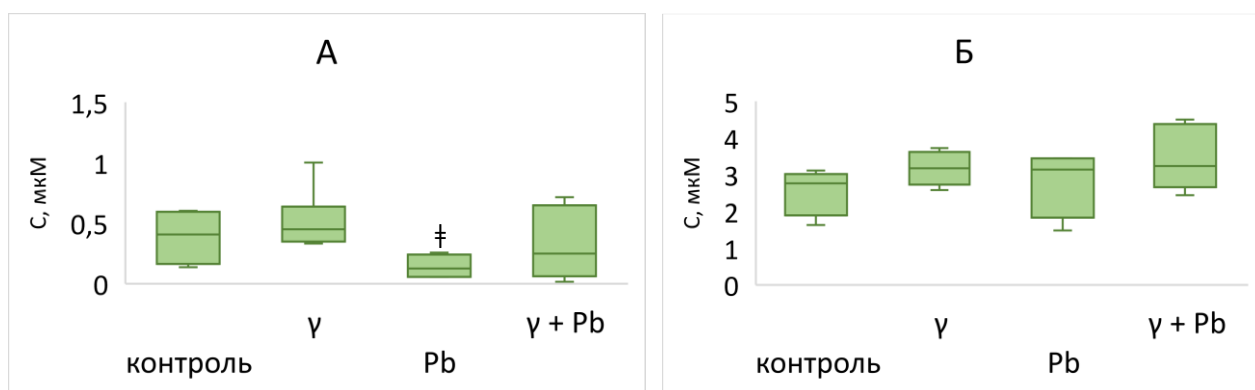 А
1,5
1
0,5
0
С, мкМ
ǂ
контроль
γ
Pb
γ + Pb
Б
5
4
3
2
1
0
С, мкМ
контроль
γ
Pb
γ + Pb